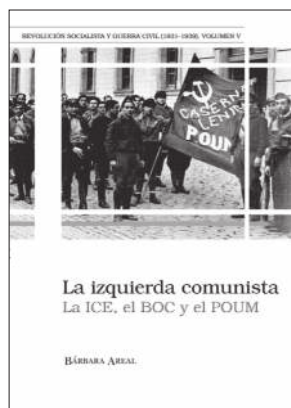 REVOLUCIÓN SOCIALISTA Y GUERRA CIVIL (1931-1939). VOLUMEN V
CASERNA
LENIN
POUM
La izquierda comunista
La ICE, el BOC y el POUM
BÁRBARA AREAL